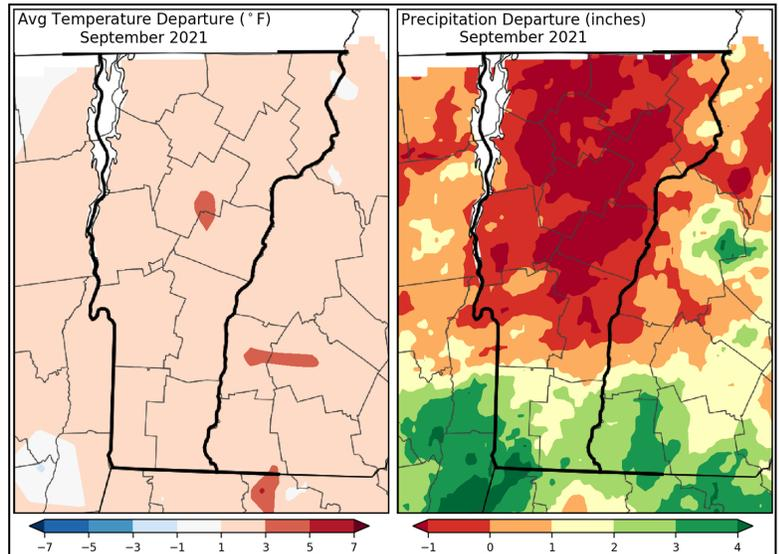 Avg Temperature Departure (°F)
September 2021
Precipitation Departure (inches)
September 2021
−7 −5 −3 −1 1 3 5 7
−1 0 1 2 3 4